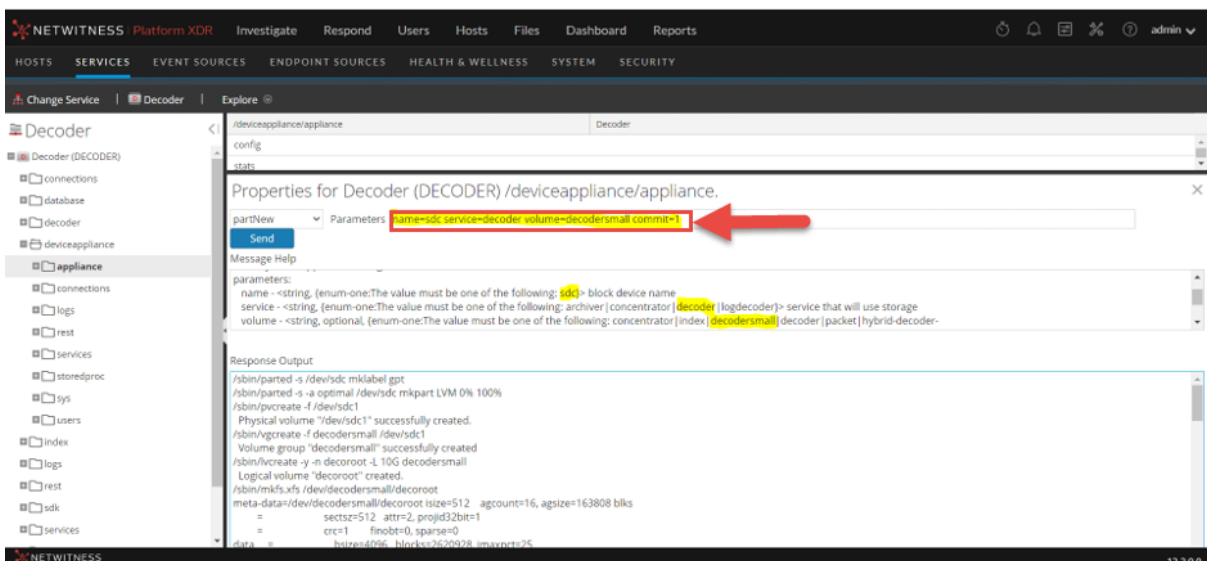 NETWITNESS Platform XDR Investigate Respond Users Hosts Files Dashboard Reports admin
HOSTS SERVICES EVENT SOURCES ENDPOINT SOURCES HEALTH & WELLNESS SYSTEM SECURITY
Change Service | Decoder | Explore
Decoder
Decoder (DECODER)
connections
database
decoder
deviceappliance
appliance
connections
logs
rest
services
storedproc
sys
users
index
logs
rest
sdk
services
/deviceappliance/appliance Decoder
config
stats
Properties for Decoder (DECODER) /deviceappliance/appliance.
partNew Parameters name=sdc service=decoder volume=decodersmall commit=1
Send
Message Help
parameters:
name - <string, {enum-one:The value must be one of the following: sdc}> block device name
service - <string, {enum-one:The value must be one of the following: archiver|concentrator|decoder|logdecoder}> service that will use storage
volume - <string, optional, {enum-one:The value must be one of the following: concentrator|index|decodersmall|decoder|packet|hybrid-decoder-
Response Output
/sbin/parted -s /dev/sdc mklabel gpt
/sbin/parted -s -a optimal /dev/sdc mkpart LVM 0% 100%
/sbin/pvcreate -f /dev/sdc1
Physical volume "/dev/sdc1" successfully created.
/sbin/vgcreate -f decodersmall /dev/sdc1
Volume group "decodersmall" successfully created
/sbin/lvcreate -y -n decoroot -L 10G decodersmall
Logical volume "decoroot" created.
/sbin/mkfs.xfs /dev/decodersmall/decoroot
meta-data=/dev/decodersmall/decoroot isize=512 agcount=16, agsize=163808 blks
= sectsz=512 attr=2, projid32bit=1
= crc=1 finobt=0, sparse=0
data = bsize=4096 blocks=2620928, imaxpct=25
NETWITNESS